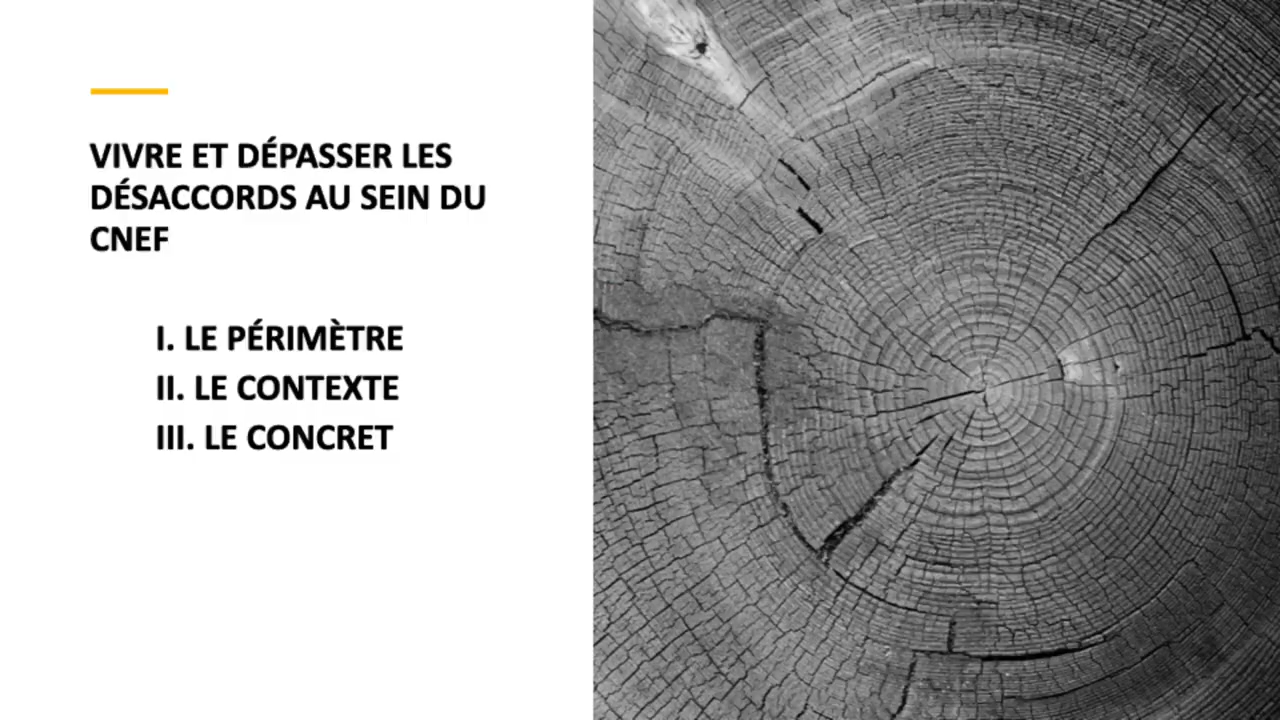 VIVRE ET DÉPASSER LES
DÉSACCORDS AU SEIN DU
CNEF
I. LE PÉRIMÈTRE
II. LE CONTEXTE
III. LE CONCRET